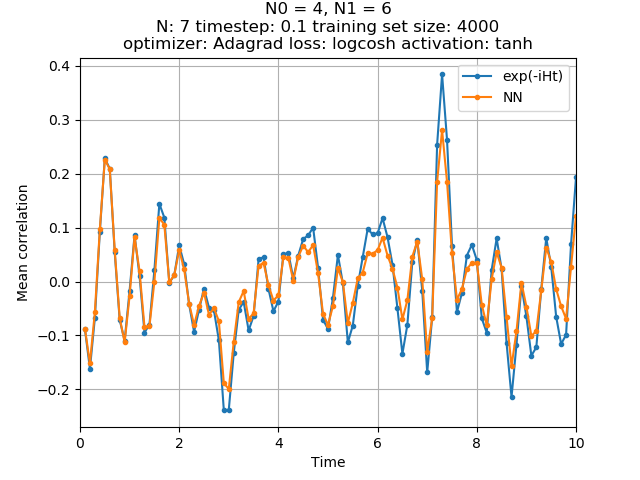 N0 = 4, N1 = 6
N: 7 timestep: 0.1 training set size: 4000
optimizer: Adagrad loss: logcosh activation: tanh
exp(-iHt)
NN
Mean correlation
0.4
0.3
0.2
0.1
0.0
−0.1
−0.2
0 2 4 6 8 10
Time